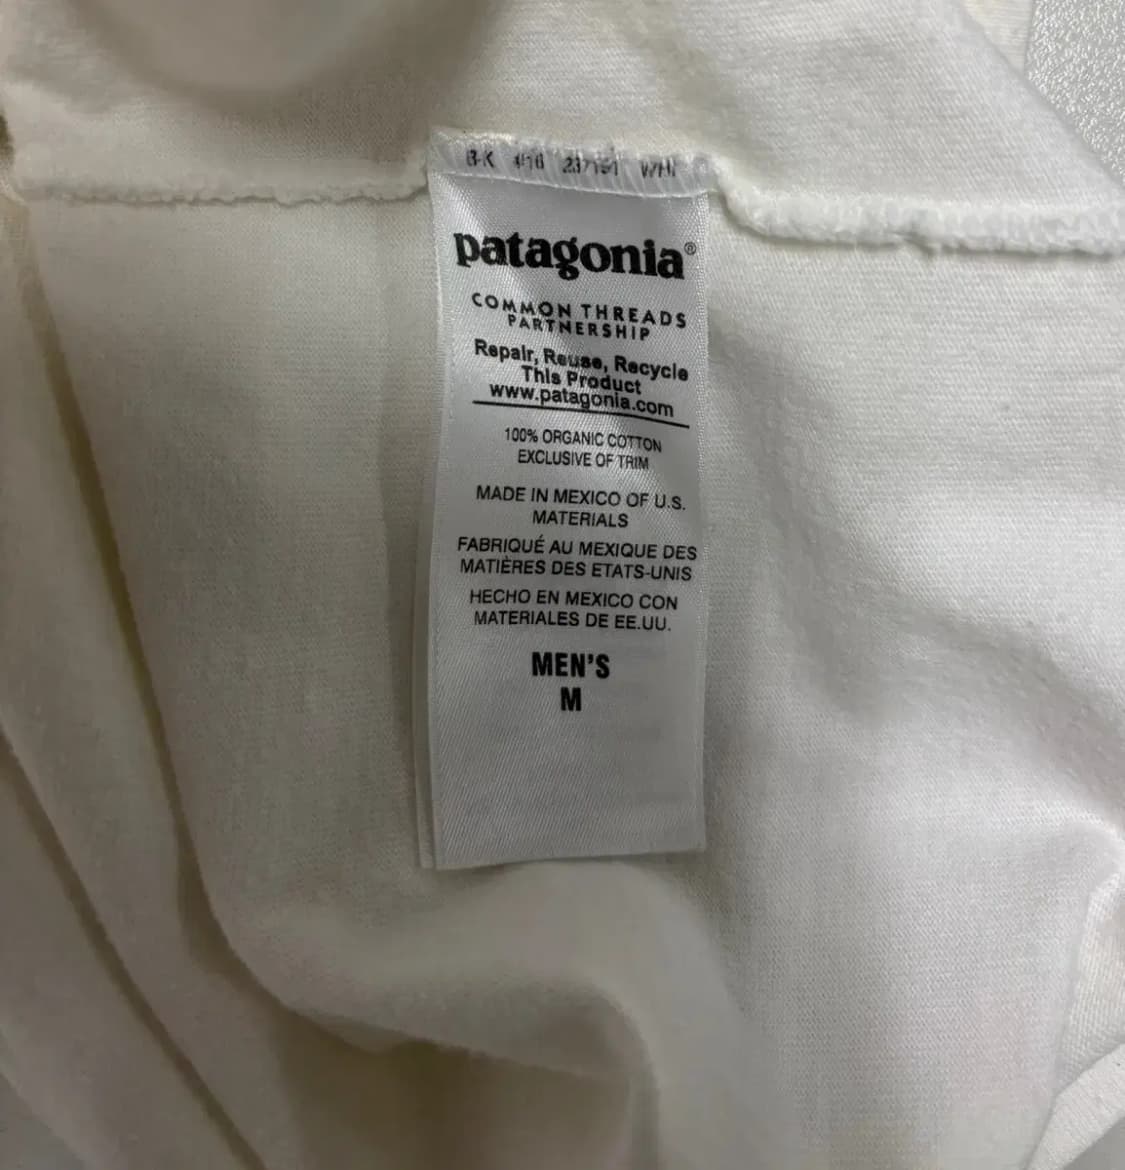 patagonia®
COMMON THREADS
PARTNERSHIP
Repair, Reuse, Recycle
This Product
www.patagonia.com
100% ORGANIC COTTON
EXCLUSIVE OF TRIM
MADE IN MEXICO OF U.S.
MATERIALS
FABRIQUÉ AU MEXIQUE DES
MATIÈRES DES ETATS-UNIS
HECHO EN MEXICO CON
MATERIALES DE EE.UU.
MEN'S
M